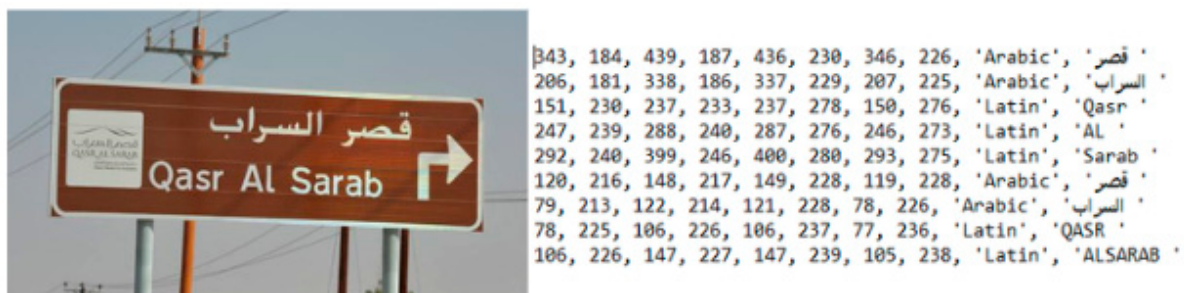 قصر السراب
Qasr Al Sarab
قصر السراب
QASR AL SARAB
343, 184, 439, 187, 436, 230, 346, 226, 'Arabic', 'قصر '
206, 181, 338, 186, 337, 229, 207, 225, 'Arabic', 'السراب '
151, 230, 237, 233, 237, 278, 150, 276, 'Latin', 'Qasr '
247, 239, 288, 240, 287, 276, 246, 273, 'Latin', 'AL '
292, 240, 399, 246, 400, 280, 293, 275, 'Latin', 'Sarab '
120, 216, 148, 217, 149, 228, 119, 228, 'Arabic', 'قصر '
79, 213, 122, 214, 121, 228, 78, 226, 'Arabic', 'السراب '
78, 225, 106, 226, 106, 237, 77, 236, 'Latin', 'QASR '
106, 226, 147, 227, 147, 239, 105, 238, 'Latin', 'ALSARAB '